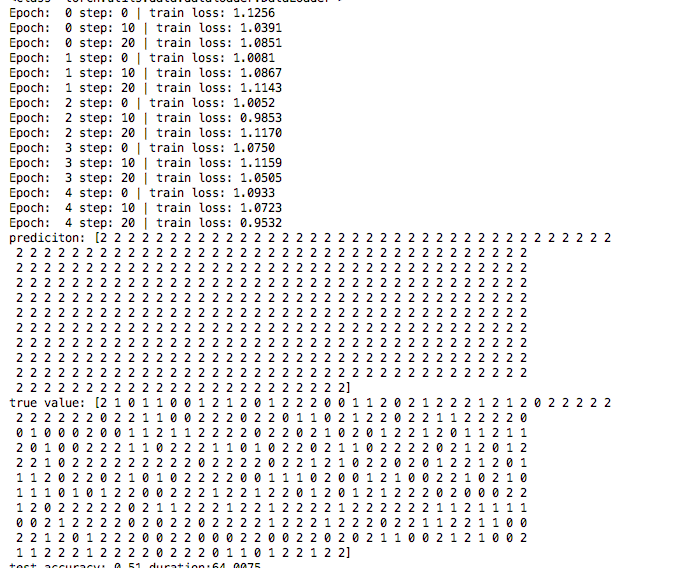 <class 'torch.utils.data.dataloader.DataLoader'>
Epoch:  0 step: 0 | train loss: 1.1256
Epoch:  0 step: 10 | train loss: 1.0391
Epoch:  0 step: 20 | train loss: 1.0851
Epoch:  1 step: 0 | train loss: 1.0081
Epoch:  1 step: 10 | train loss: 1.0867
Epoch:  1 step: 20 | train loss: 1.1143
Epoch:  2 step: 0 | train loss: 1.0052
Epoch:  2 step: 10 | train loss: 0.9853
Epoch:  2 step: 20 | train loss: 1.1170
Epoch:  3 step: 0 | train loss: 1.0750
Epoch:  3 step: 10 | train loss: 1.1159
Epoch:  3 step: 20 | train loss: 1.0505
Epoch:  4 step: 0 | train loss: 1.0933
Epoch:  4 step: 10 | train loss: 1.0723
Epoch:  4 step: 20 | train loss: 0.9532
prediciton: [2 2 2 2 2 2 2 2 2 2 2 2 2 2 2 2 2 2 2 2 2 2 2 2 2 2 2 2 2 2 2 2 2 2 2 2 2
 2 2 2 2 2 2 2 2 2 2 2 2 2 2 2 2 2 2 2 2 2 2 2 2 2 2 2 2 2 2 2 2 2 2 2 2 2
 2 2 2 2 2 2 2 2 2 2 2 2 2 2 2 2 2 2 2 2 2 2 2 2 2 2 2 2 2 2 2 2 2 2 2 2 2
 2 2 2 2 2 2 2 2 2 2 2 2 2 2 2 2 2 2 2 2 2 2 2 2 2 2 2 2 2 2 2 2 2 2 2 2 2
 2 2 2 2 2 2 2 2 2 2 2 2 2 2 2 2 2 2 2 2 2 2 2 2 2 2 2 2 2 2 2 2 2 2 2 2 2
 2 2 2 2 2 2 2 2 2 2 2 2 2 2 2 2 2 2 2 2 2 2 2 2 2 2 2 2 2 2 2 2 2 2 2 2 2
 2 2 2 2 2 2 2 2 2 2 2 2 2 2 2 2 2 2 2 2 2 2 2 2 2 2 2 2 2 2 2 2 2 2 2 2 2
 2 2 2 2 2 2 2 2 2 2 2 2 2 2 2 2 2 2 2 2 2 2 2 2 2 2 2 2 2 2 2 2 2 2 2 2 2
 2 2 2 2 2 2 2 2 2 2 2 2 2 2 2 2 2 2 2 2 2 2 2 2 2 2 2 2 2 2 2 2 2 2 2 2 2
 2 2 2 2 2 2 2 2 2 2 2 2 2 2 2 2 2 2 2 2 2 2 2 2 2 2 2 2 2 2 2 2 2 2 2 2 2
 2 2 2 2 2 2 2 2 2 2 2 2 2 2 2 2 2 2 2 2 2 2 2 2]
true value: [2 1 0 1 1 0 0 1 2 1 2 0 1 2 2 2 0 0 1 1 2 0 2 1 2 2 2 1 2 1 2 0 2 2 2 2 2
 2 2 2 2 2 2 0 2 2 1 1 0 0 2 2 2 0 2 2 0 1 1 0 2 1 2 2 0 2 2 1 1 2 2 2 2 0
 0 1 0 0 0 2 0 0 1 1 2 1 1 2 2 2 2 0 2 2 0 2 1 0 2 0 1 2 2 1 2 0 1 1 2 1 1
 2 0 1 0 0 2 2 2 1 1 0 2 2 2 1 1 0 1 0 2 2 0 1 1 0 2 2 2 2 0 2 1 2 0 1 2
 2 2 1 0 2 2 2 2 2 2 2 2 2 0 2 2 2 2 0 2 2 1 2 1 0 2 2 0 2 0 1 2 2 1 2 0 1
 1 1 2 0 2 2 0 2 1 0 1 0 2 2 2 2 0 0 1 1 1 0 2 0 0 1 2 1 0 0 2 2 1 0 2 1 0
 1 1 1 0 1 0 1 2 2 0 0 2 2 2 1 2 2 1 2 2 0 1 2 0 1 2 1 2 2 2 0 2 0 0 0 2 2
 1 2 0 2 2 2 2 2 0 2 1 1 2 2 2 1 2 2 2 2 1 2 2 1 2 2 2 2 2 2 1 1 2 1 1 1 1
 0 0 2 1 2 2 2 2 0 2 2 0 2 2 2 2 1 2 2 2 1 2 2 2 0 2 2 1 1 2 2 1 1 0 0
 2 2 1 2 0 1 2 2 2 0 0 2 2 0 0 0 2 2 0 0 2 2 0 2 0 2 1 1 0 0 2 1 2 1 0 0 2
 1 1 2 2 2 1 2 2 2 2 0 2 2 2 0 1 1 0 1 2 2 1 2 2]
test accuracy: 0.51 duration:64.0075